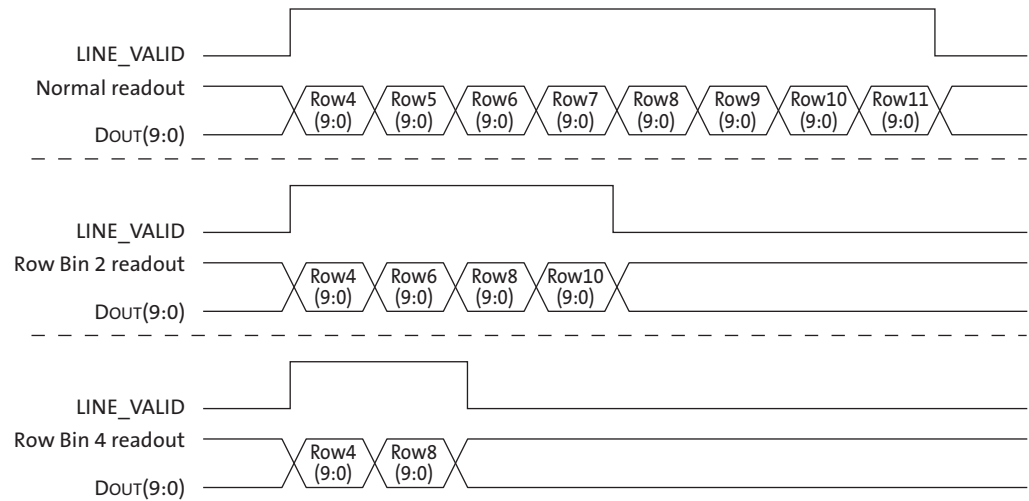 LINE_VALID
Normal readout
Row4 Row5 Row6 Row7 Row8 Row9 Row10 Row11
(9:0) (9:0) (9:0) (9:0) (9:0) (9:0) (9:0) (9:0)
DOUT(9:0)
LINE_VALID
Row Bin 2 readout
Row4 Row6 Row8 Row10
(9:0) (9:0) (9:0) (9:0)
DOUT(9:0)
LINE_VALID
Row Bin 4 readout
Row4 Row8
(9:0) (9:0)
DOUT(9:0)